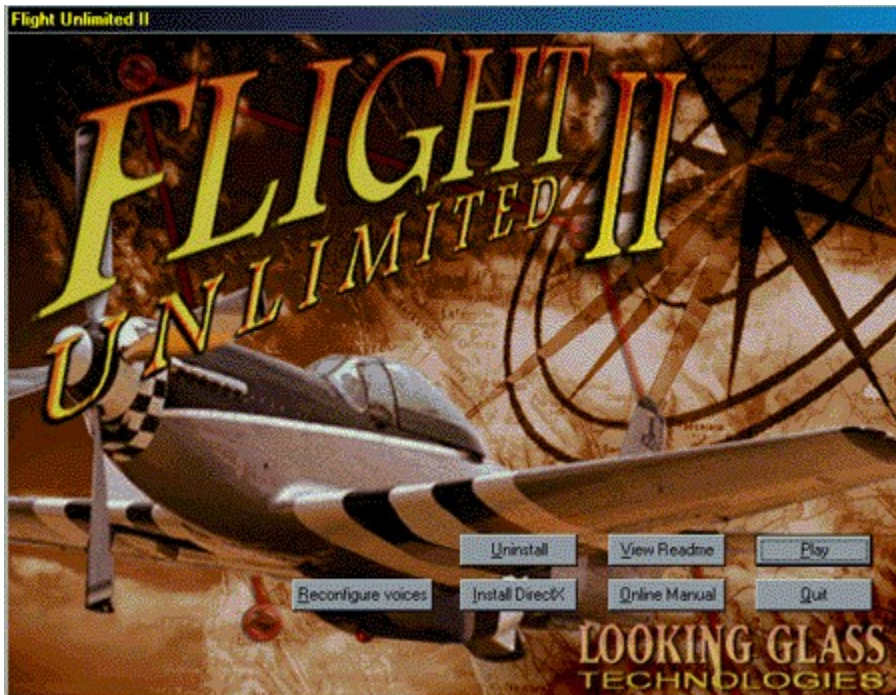 Flight Unlimited II
FLIGHT II
UNLIMITED
Uninstall
View Readme
Play
Reconfigure voices
Install DirectX
Online Manual
Quit
LOOKING GLASS
TECHNOLOGIES